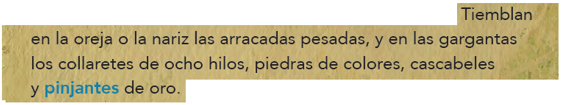 Tiemblan
en la oreja o la nariz las arracadas pesadas, y en las gargantas
los collaretes de ocho hilos, piedras de colores, cascabeles
y pinjantes de oro.